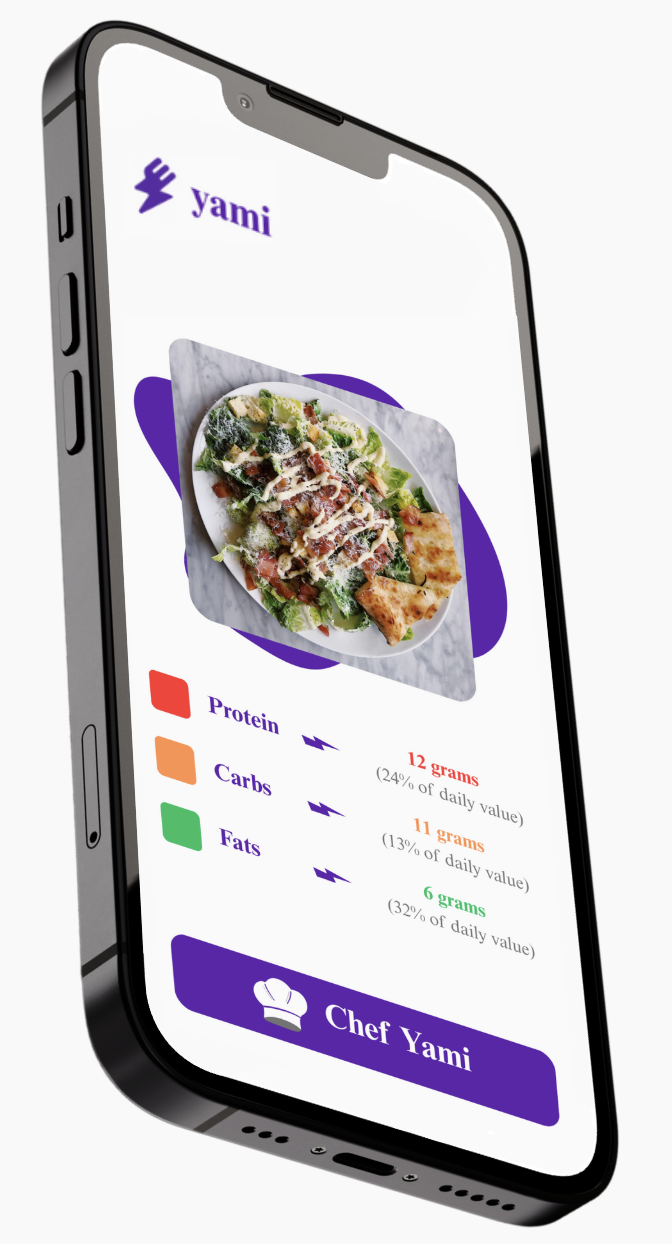 yami
Protein
12 grams
(24% of daily value)
Carbs
11 grams
(13% of daily value)
Fats
6 grams
(32% of daily value)
Chef Yami